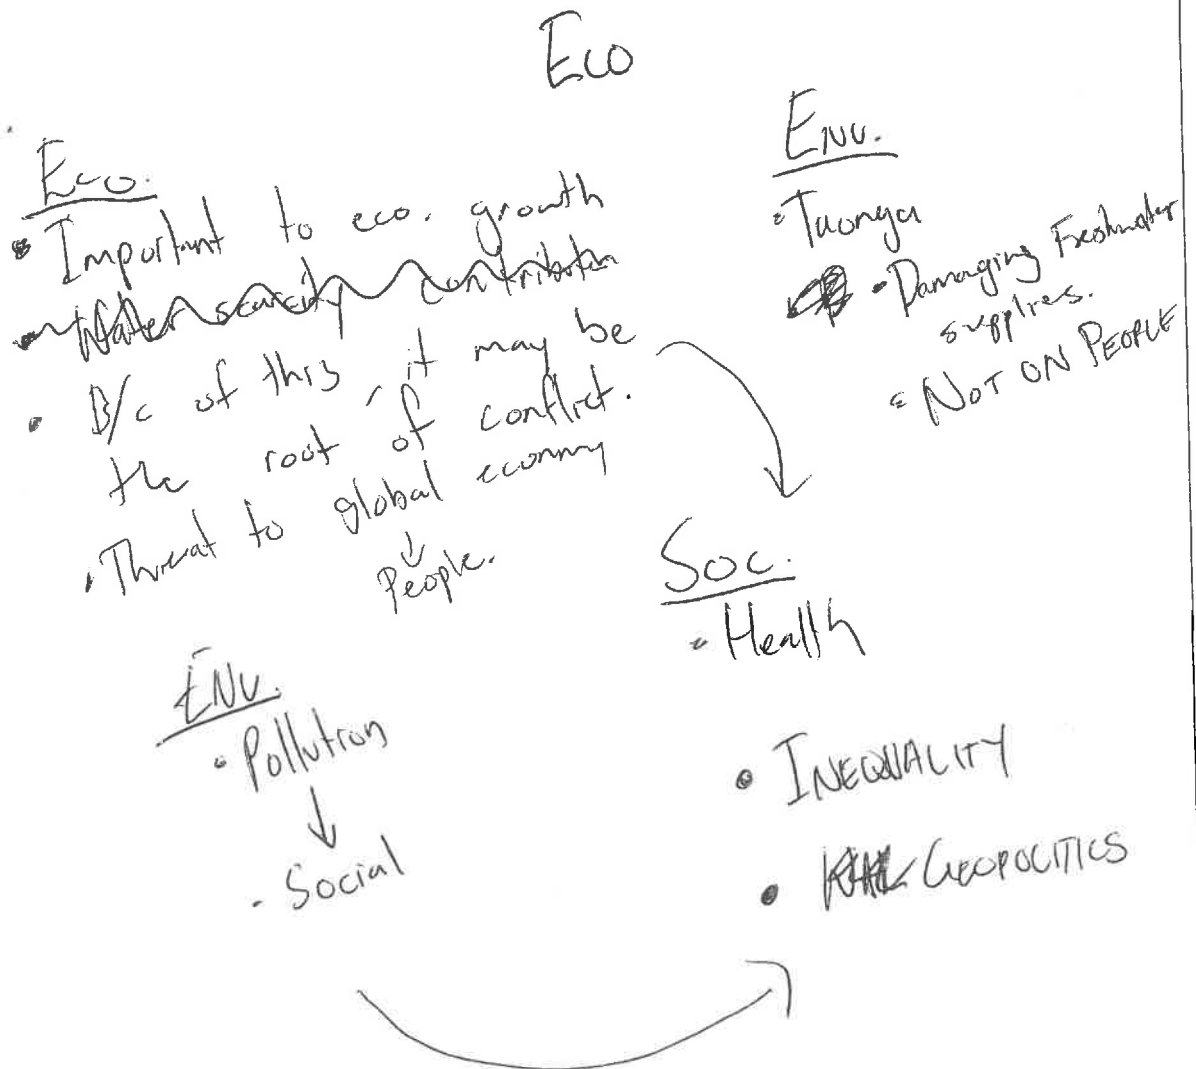 Eco
Eco.
• Important to eco. growth
• Water scarcity contribution
• B/c of this, it may be
the root of conflict.
• Threat to global economy
↓
People.
Env.
• Taonga
• Damaging Freshwater
supplies.
• NOT ON PEOPLE
Soc.
• Health
ENV.
• Pollution
↓
• Social
• INEQUALITY
• GEOPOLITICS